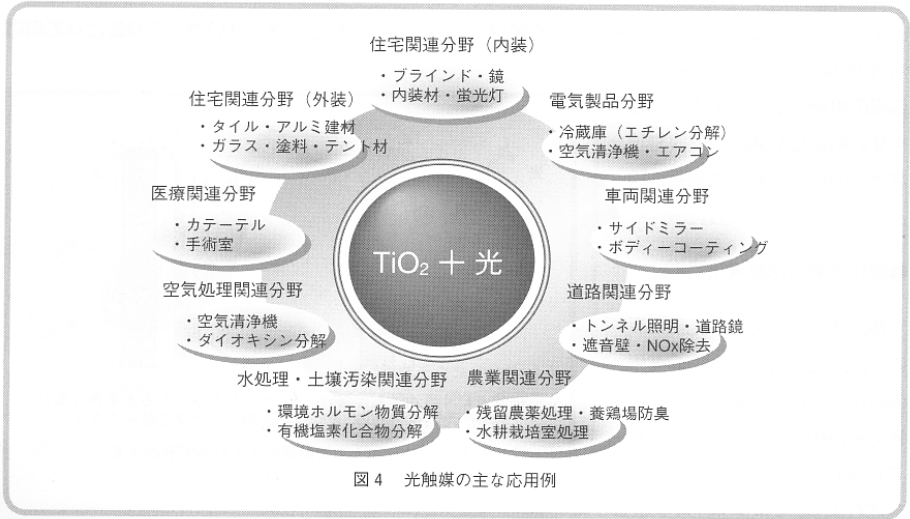 住宅関連分野（内装）
・ブラインド・鏡
・内装材・蛍光灯
住宅関連分野（外装）
・タイル・アルミ建材
・ガラス・塗料・テント材
電気製品分野
・冷蔵庫（エチレン分解）
・空気清浄機・エアコン
医療関連分野
・カテーテル
・手術室
車両関連分野
・サイドミラー
・ボディーコーティング
TiO₂＋光
空気処理関連分野
・空気清浄機
・ダイオキシン分解
道路関連分野
・トンネル照明・道路鏡
・遮音壁・NOx除去
水処理・土壌汚染関連分野
・環境ホルモン物質分解
・有機塩素化合物分解
農業関連分野
・残留農薬処理・養鶏場防臭
・水耕栽培室処理
図4　光触媒の主な応用例